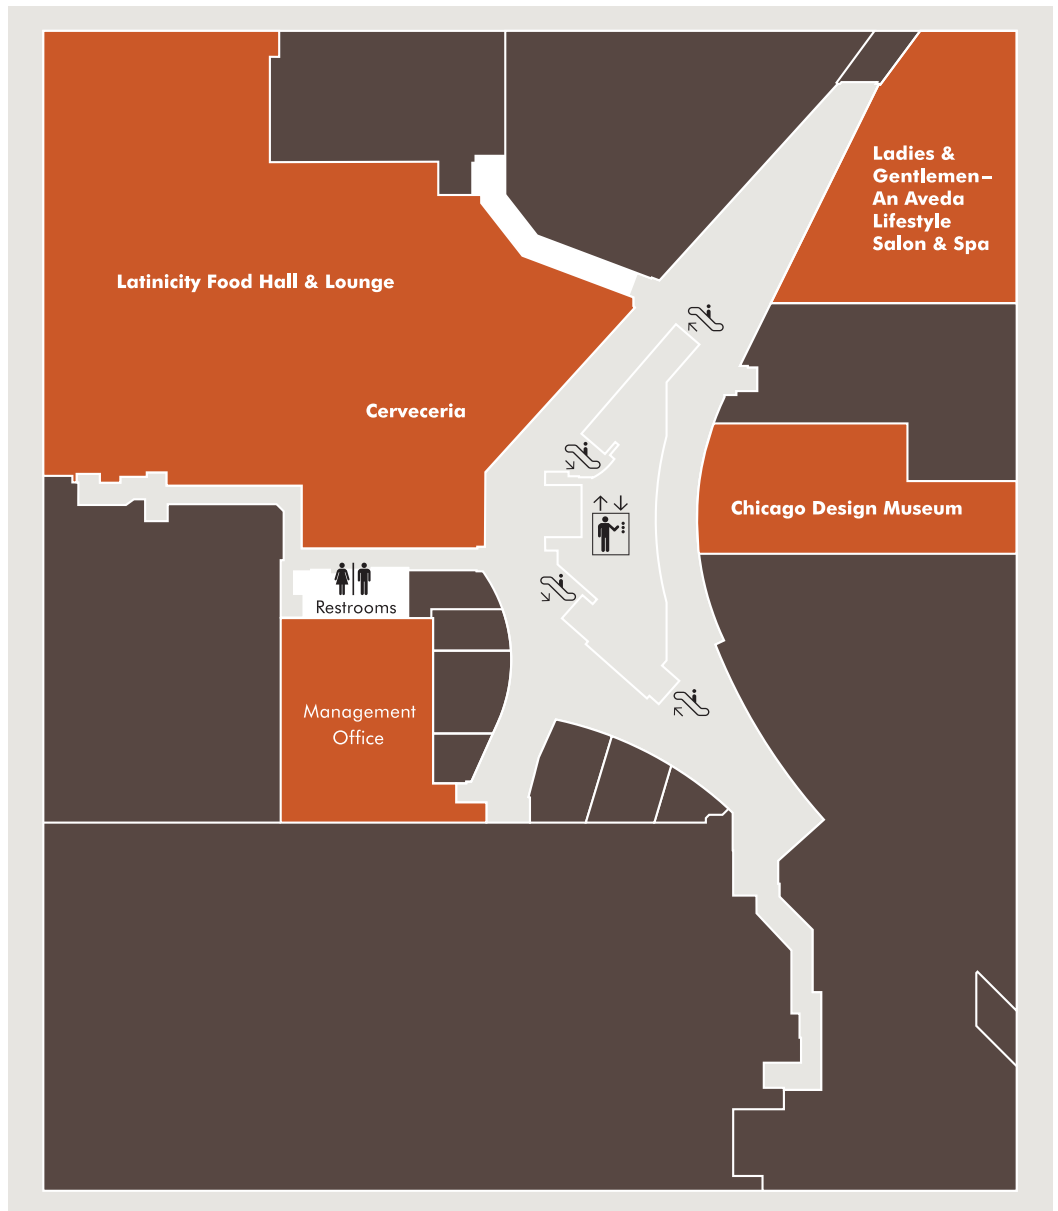 Ladies &
Gentlemen–
An Aveda
Lifestyle
Salon & Spa
Latinicity Food Hall & Lounge
Cerveceria
Chicago Design Museum
Restrooms
Management
Office